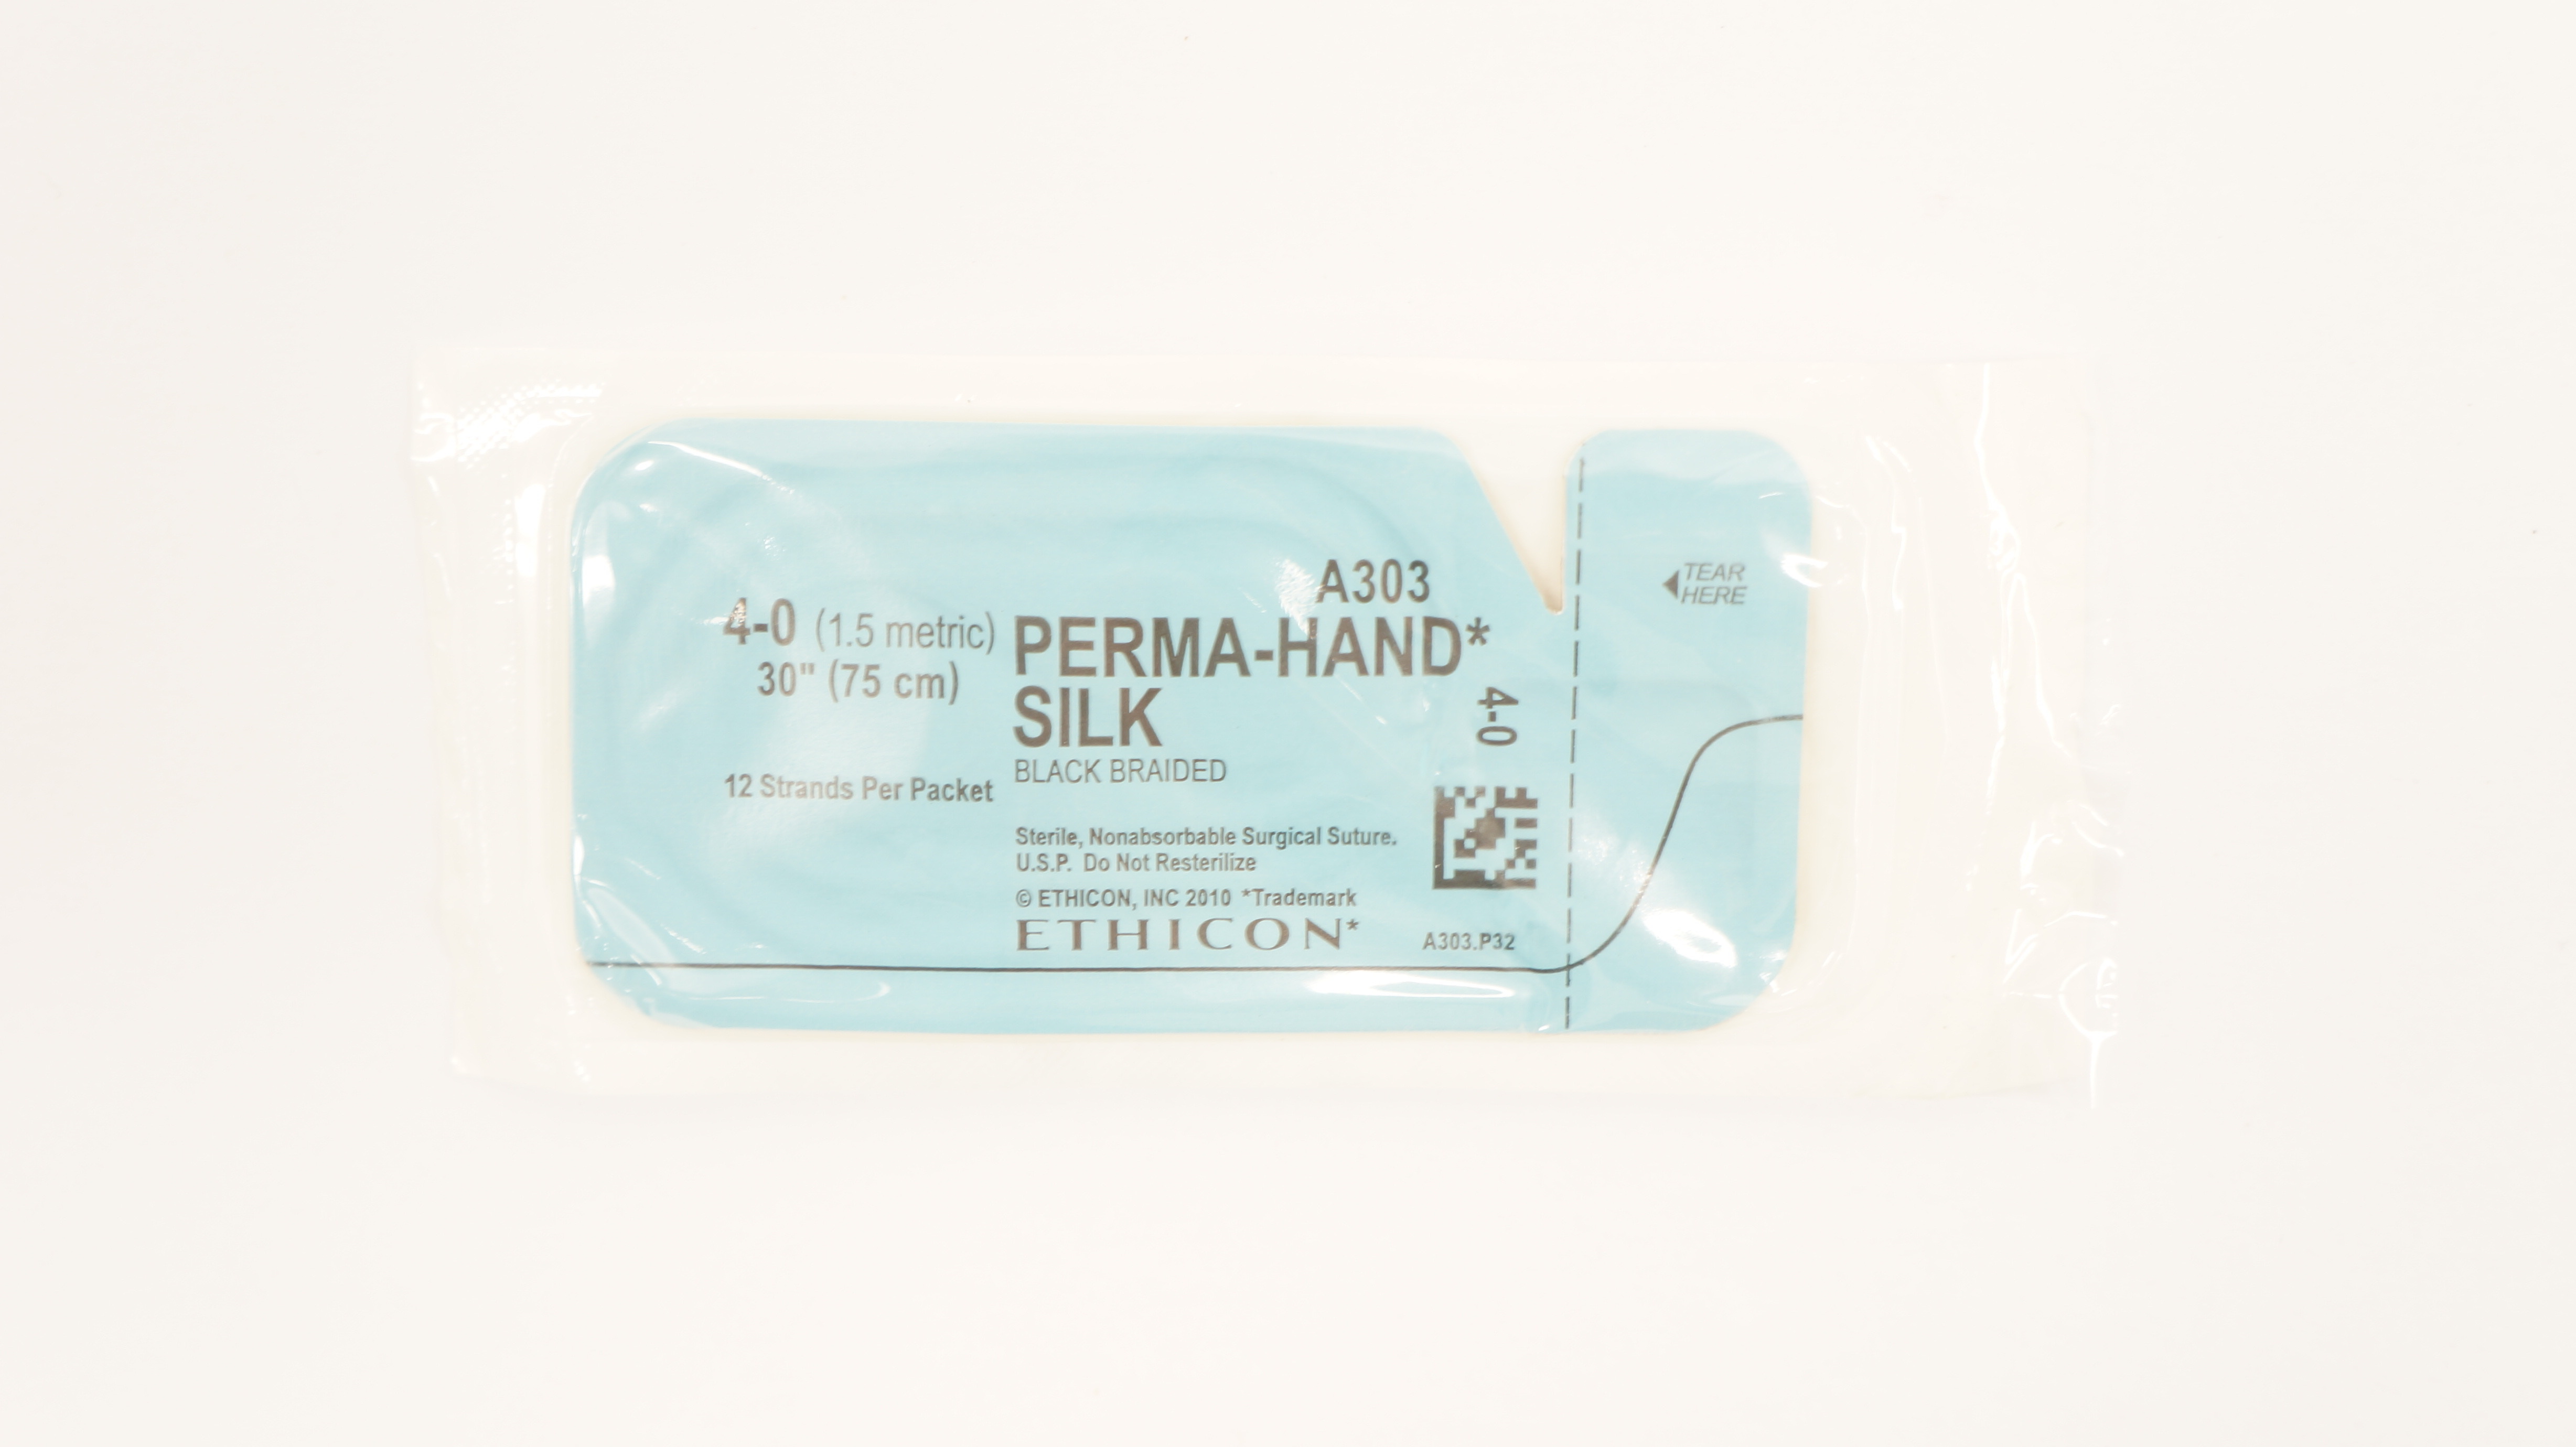 A303
4-0 (1.5 metric)
30" (75 cm)
12 Strands Per Packet
PERMA-HAND*
SILK
BLACK BRAIDED
4-0
Sterile, Nonabsorbable Surgical Suture.
U.S.P. Do Not Resterilize
© ETHICON, INC 2010 *Trademark
ETHICON*
A303.P32
TEAR
HERE